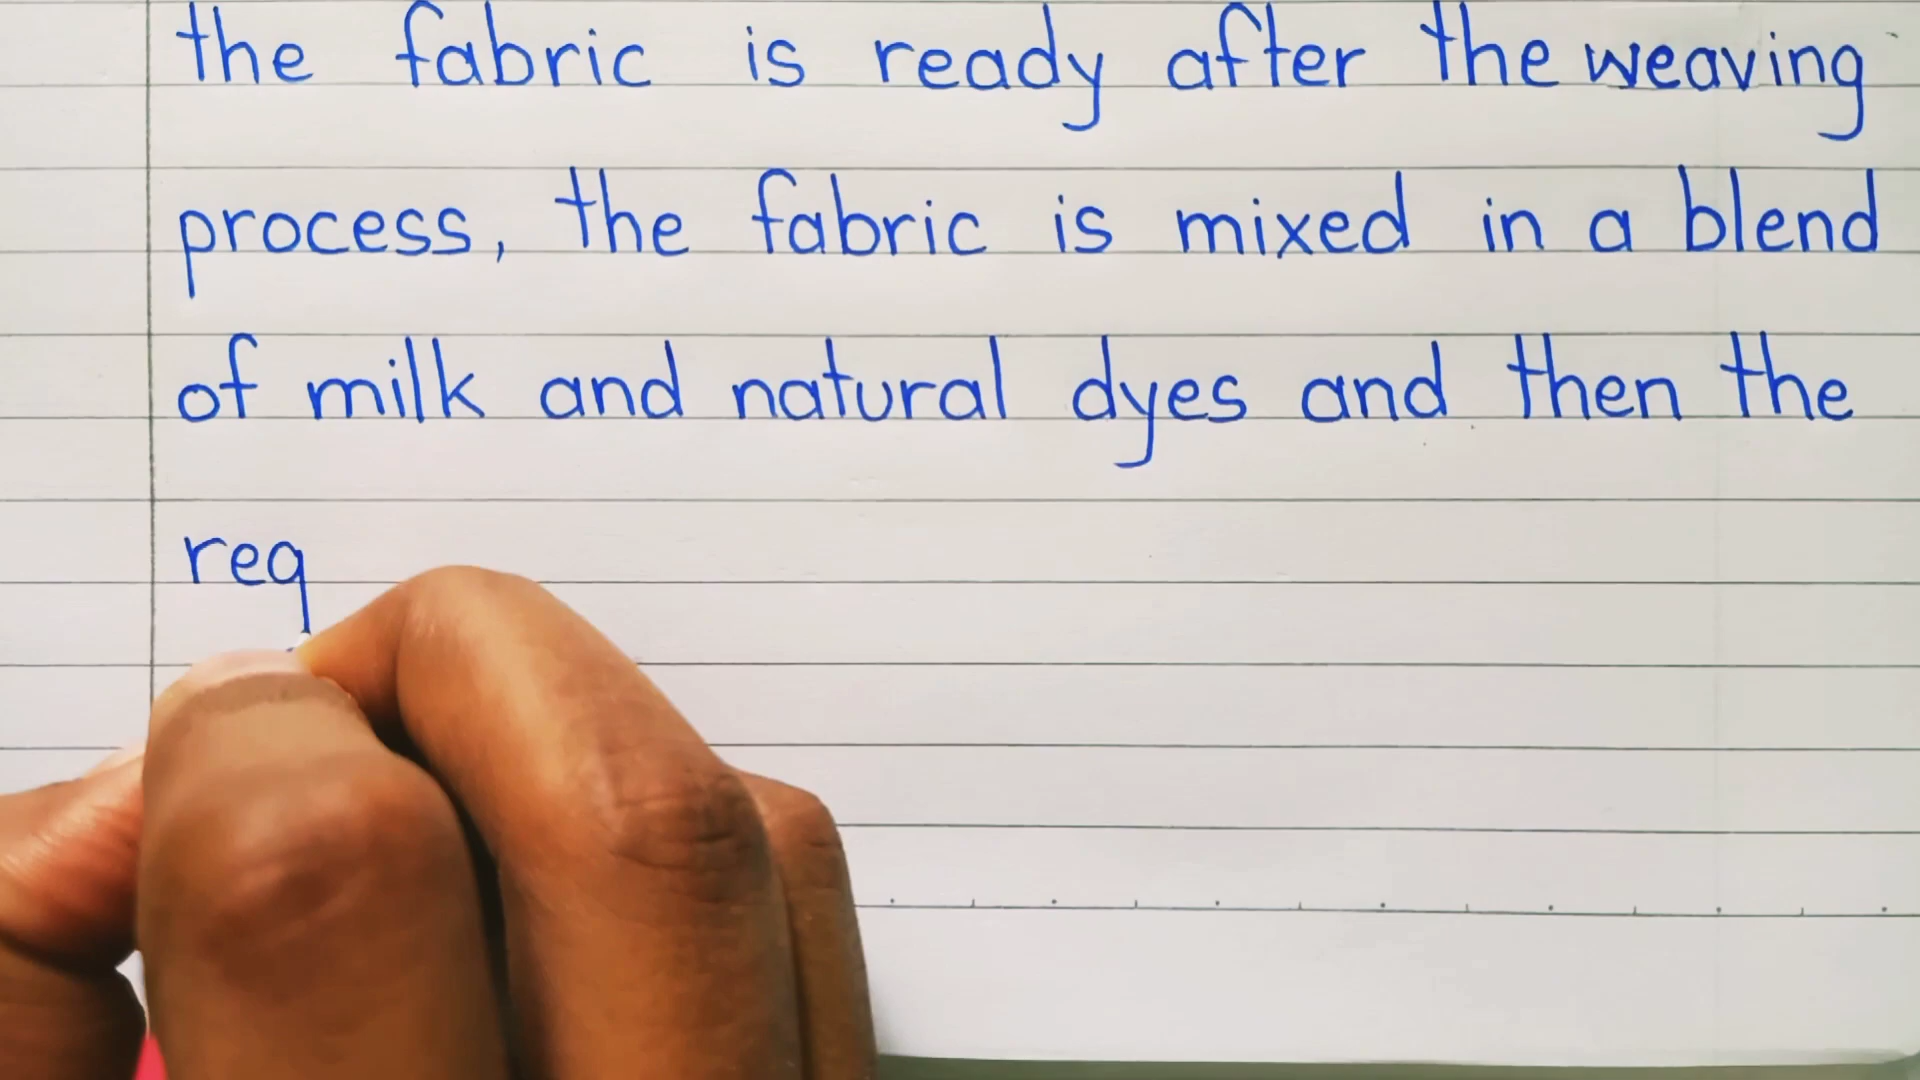 the fabric is ready after the weaving
process, the fabric is mixed in a blend
of milk and natural dyes and then the
req